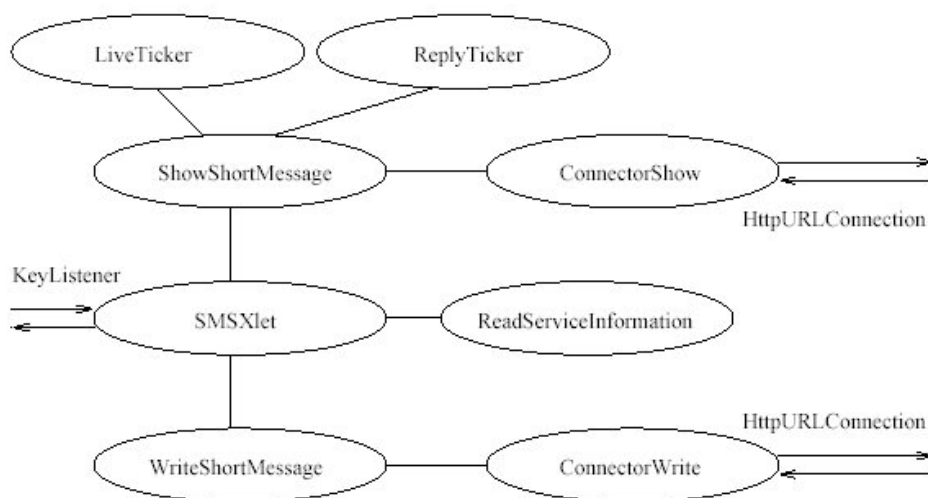 LiveTicker
ReplyTicker
ShowShortMessage
ConnectorShow
HttpURLConnection
KeyListener
SMSXlet
ReadServiceInformation
HttpURLConnection
WriteShortMessage
ConnectorWrite